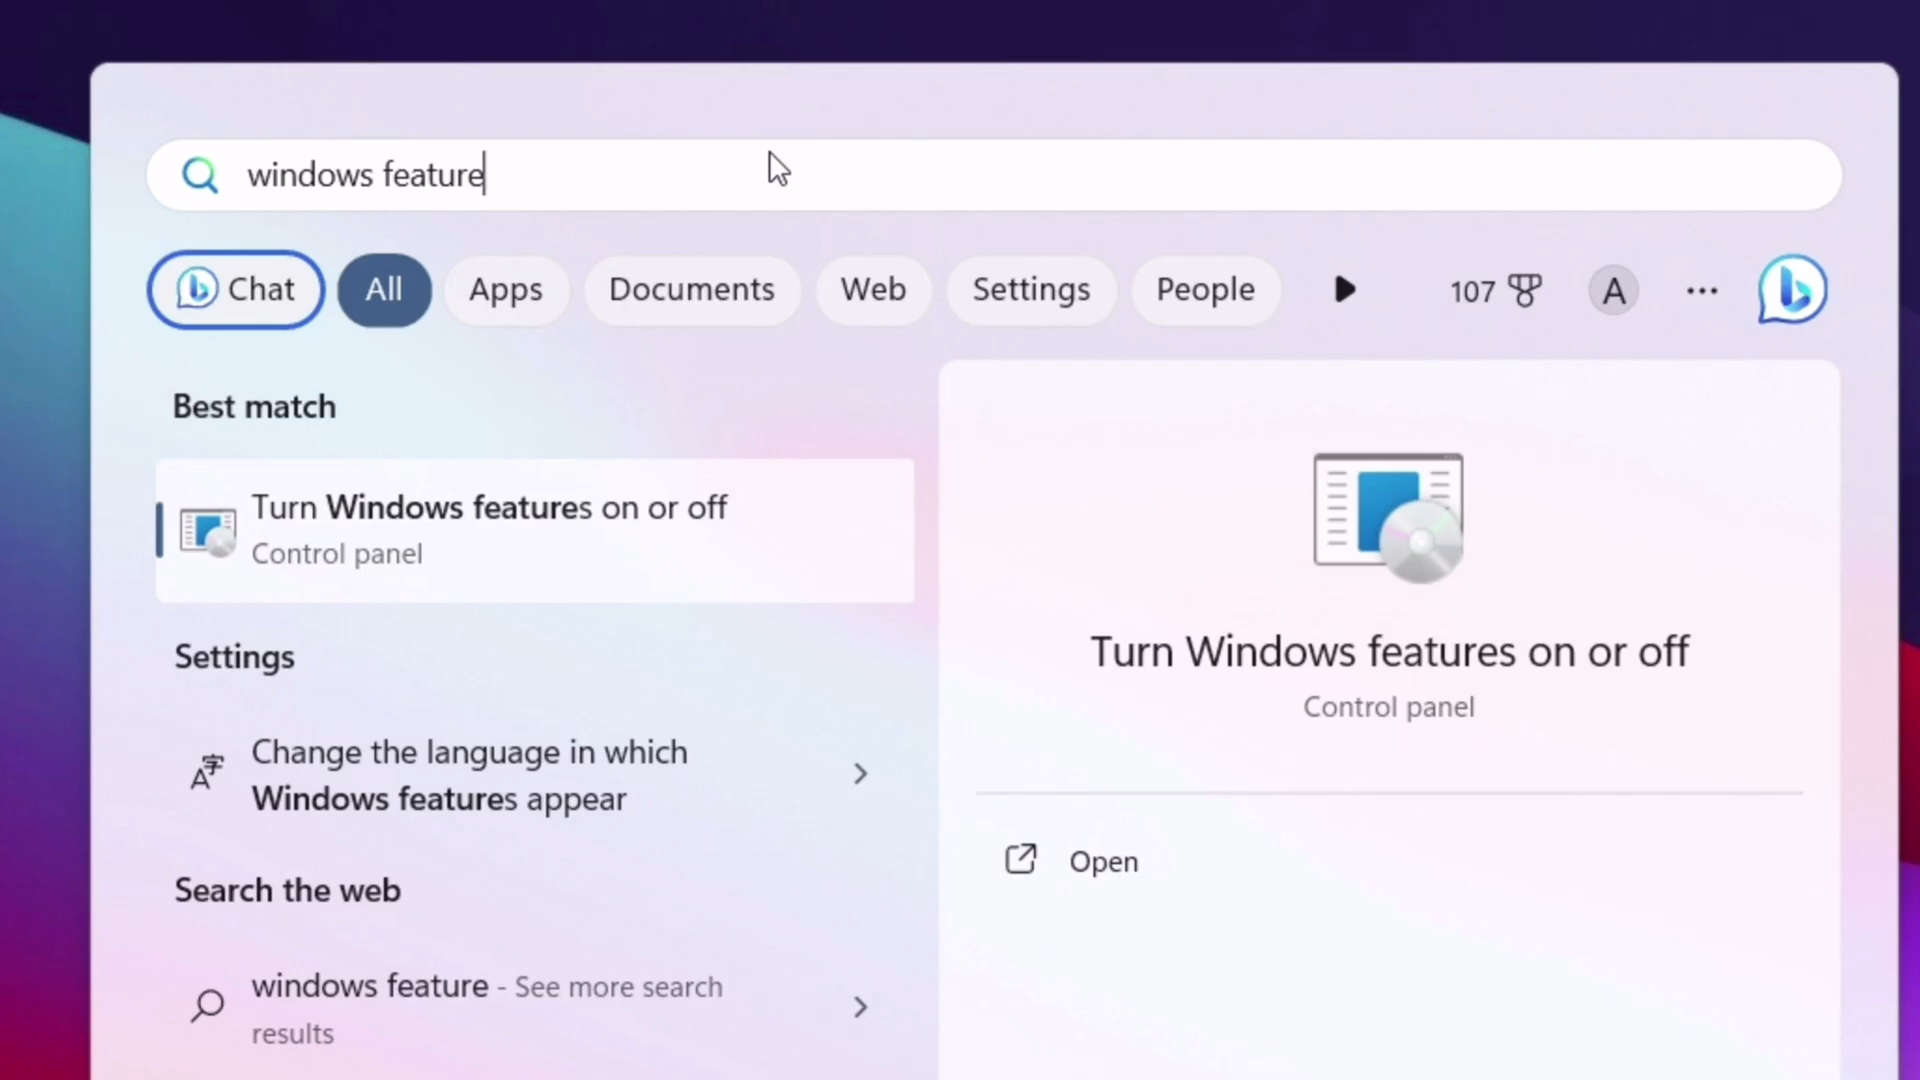 windows feature
Chat All Apps Documents Web Settings People 107 A ...
Best match
Turn Windows features on or off
Control panel
Settings
Change the language in which
Windows features appear
Search the web
windows feature - See more search
results
Turn Windows features on or off
Control panel
Open